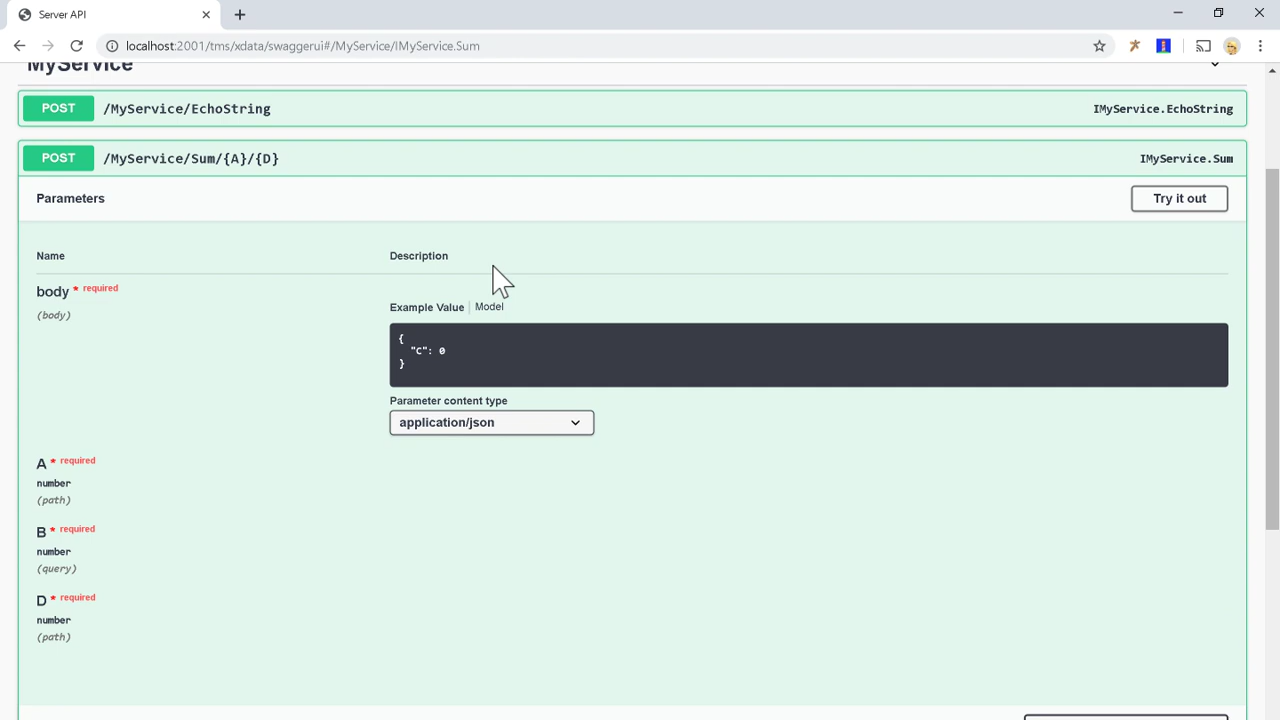 Server API
localhost:2001/tms/xdata/swaggerui#/MyService/IMyService.Sum
MyService
POST /MyService/EchoString IMyService.EchoString
POST /MyService/Sum/{A}/{D} IMyService.Sum
Parameters Try it out
Name Description
body * required
(body)
Example Value Model
{
"C": 0
}
Parameter content type
application/json
A * required
number
(path)
B * required
number
(query)
D * required
number
(path)